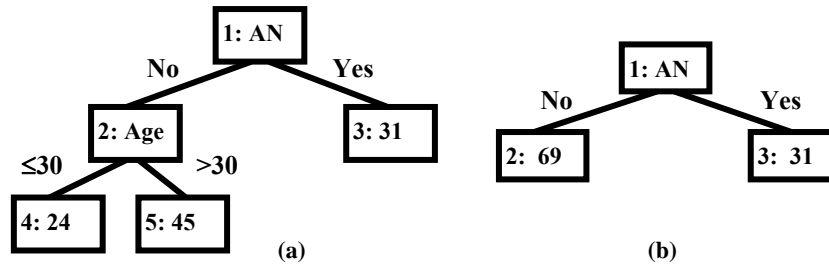 1: AN
No
Yes
2: Age
3: 31
≤30
>30
4: 24
5: 45
(a)
1: AN
No
Yes
2: 69
3: 31
(b)